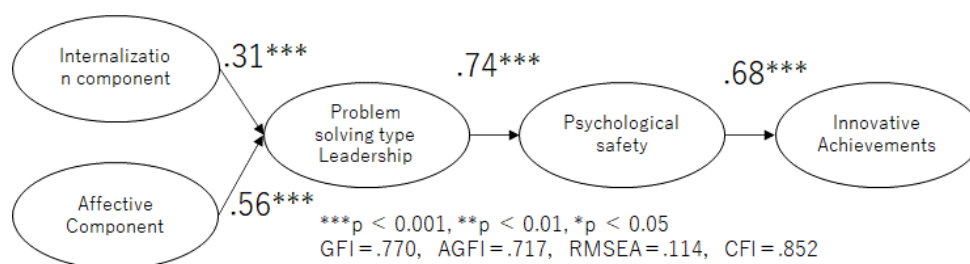 Internalizatio
n component
.31***
.74***
.68***
Problem
solving type
Leadership
Psychological
safety
Innovative
Achievements
Affective
Component
.56***
***p < 0.001, **p < 0.01, *p < 0.05
GFI=.770, AGFI=.717, RMSEA=.114, CFI=.852